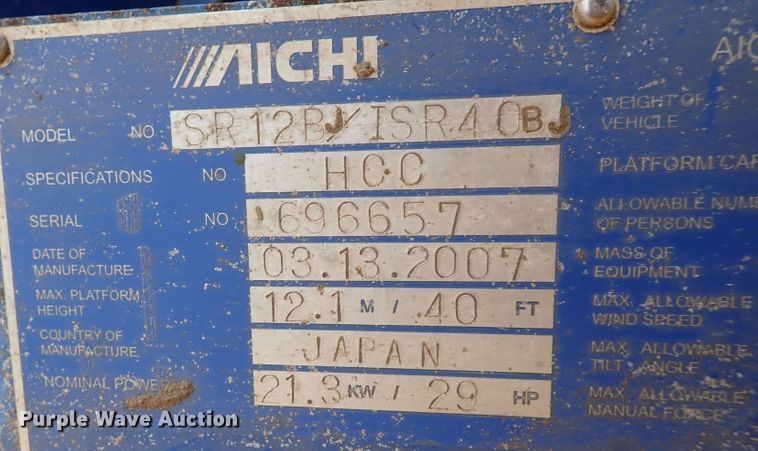 AICHI
MODEL NO SR12BJ/ISR40BJ
SPECIFICATIONS NO HCC
SERIAL NO 696657
DATE OF MANUFACTURE 03.13.2007
MAX. PLATFORM HEIGHT 12.1 M / 40 FT
COUNTRY OF MANUFACTURE JAPAN
NOMINAL POWER 21.3 KW / 29 HP
WEIGHT OF
VEHICLE
PLATFORM
ALLOWABLE
OF PERSONS
MASS OF
EQUIPMENT
MAX. ALLOWABLE
WIND SPEED
MAX. ALLOWABLE
TILT ANGLE
MAX. ALLOWABLE
MANUAL FORCE
Purple Wave Auction